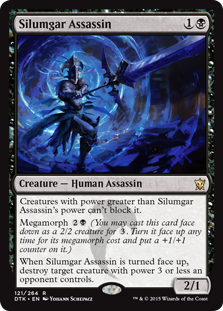 Silumgar Assassin 1
Creature — Human Assassin
Creatures with power greater than Silumgar
Assassin's power can't block it.
Megamorph 2 (You may cast this card face
down as a 2/2 creature for 3. Turn it face up any
time for its megamorph cost and put a +1/+1
counter on it.)
When Silumgar Assassin is turned face up,
destroy target creature with power 3 or less an
opponent controls.
2/1
121/264 R
DTK • EN Yohann Schepacz
™ & © 2015 Wizards of the Coast